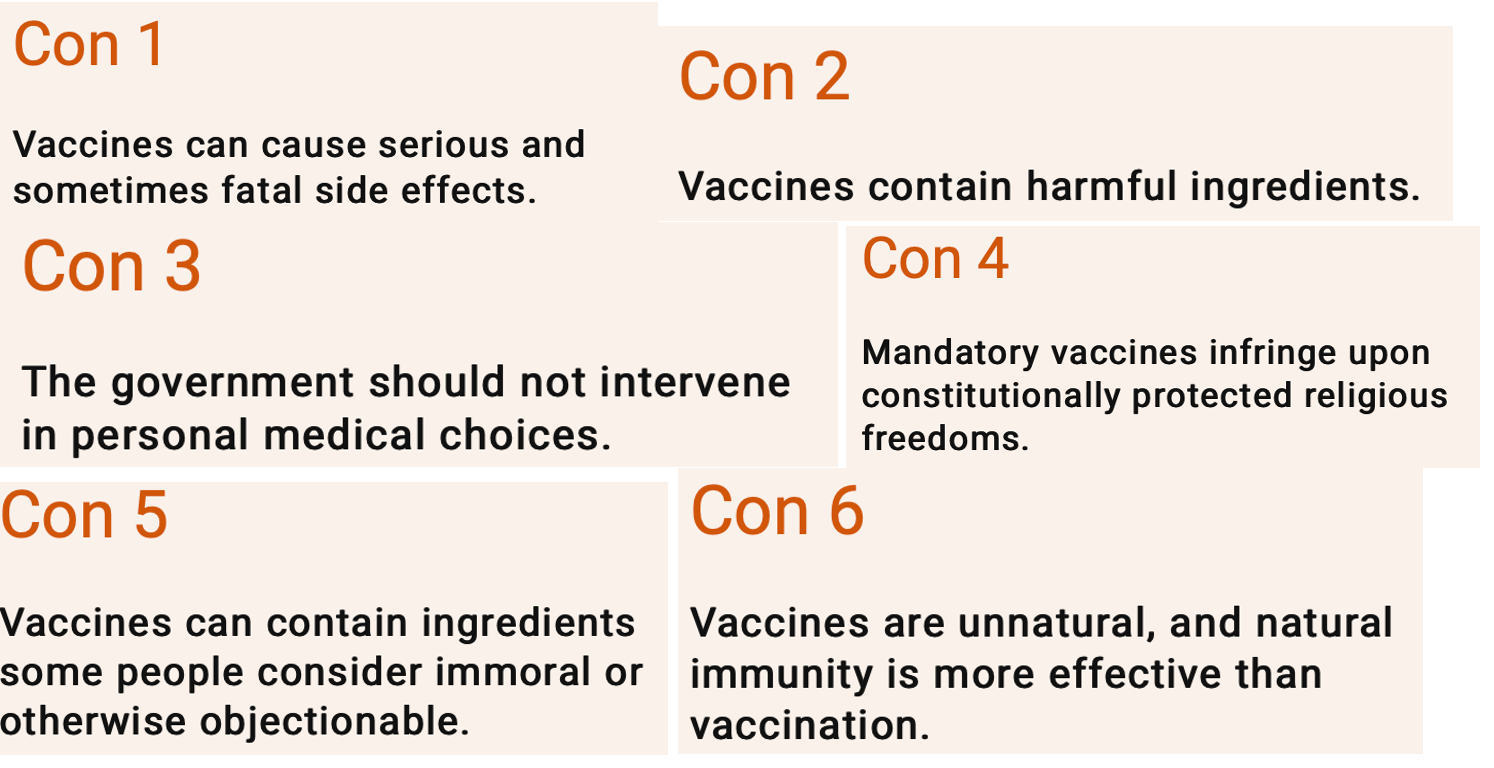 Con 1
Vaccines can cause serious and
sometimes fatal side effects.
Con 2
Vaccines contain harmful ingredients.
Con 3
The government should not intervene
in personal medical choices.
Con 4
Mandatory vaccines infringe upon
constitutionally protected religious
freedoms.
Con 5
Vaccines can contain ingredients
some people consider immoral or
otherwise objectionable.
Con 6
Vaccines are unnatural, and natural
immunity is more effective than
vaccination.